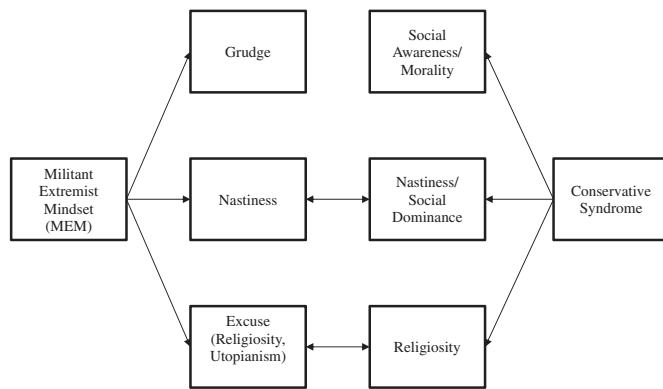 Grudge
Social
Awareness/
Morality
Militant
Extremist
Mindset
(MEM)
Nastiness
Nastiness/
Social
Dominance
Conservative
Syndrome
Excuse
(Religiosity,
Utopianism)
Religiosity